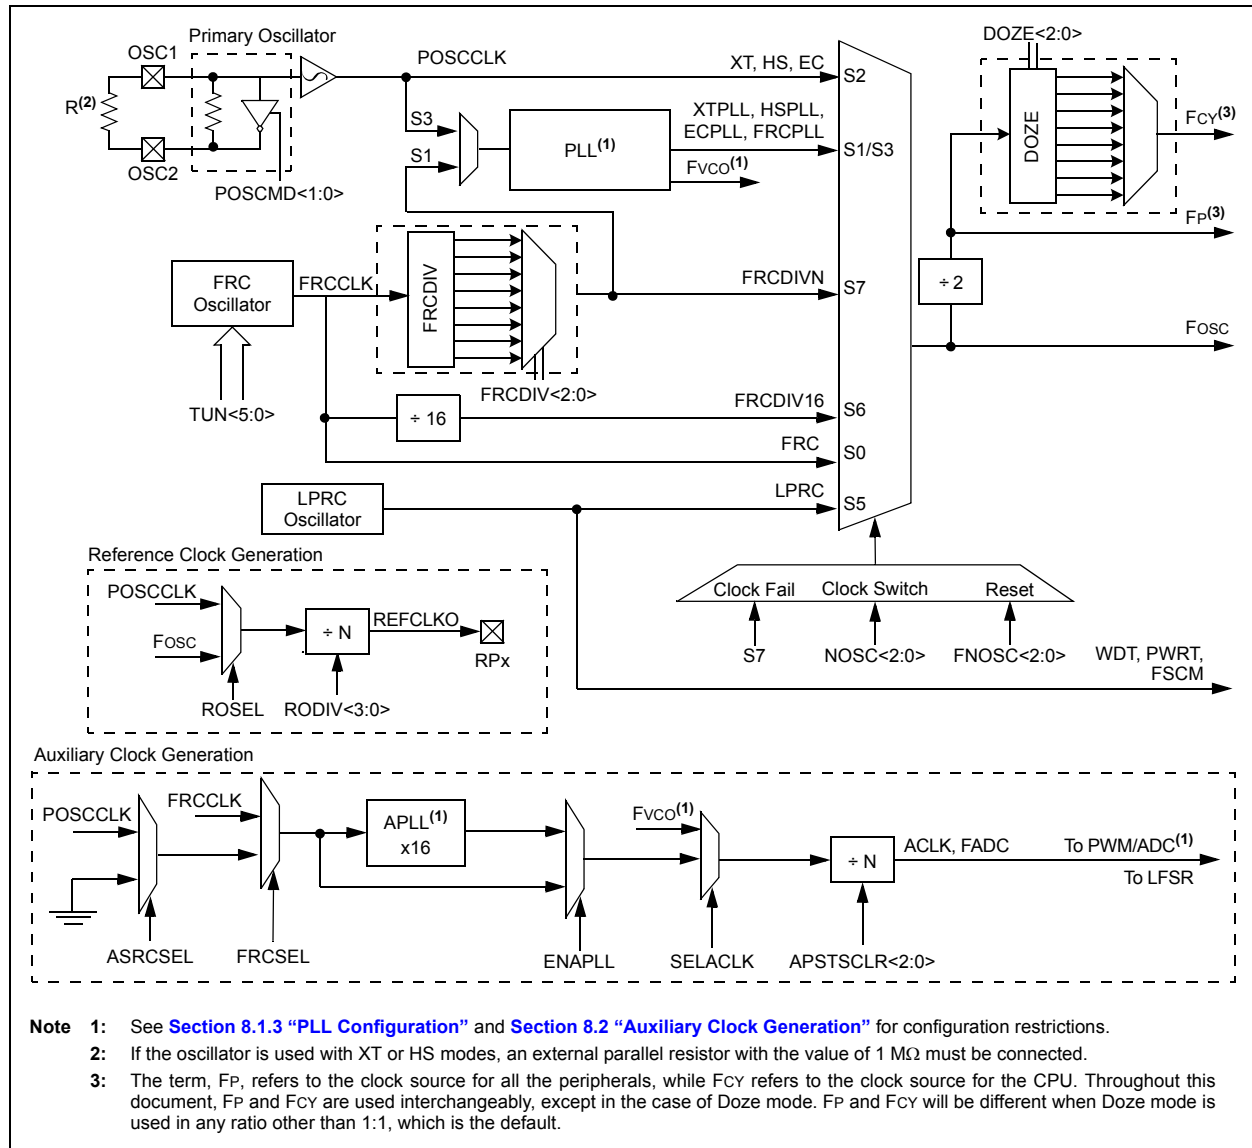 Primary Oscillator
OSC1
R(2)
OSC2
POSCMD<1:0>
POSCCLK
S3
S1
PLL(1)
XT, HS, EC
XTPLL, HSPLL,
ECPLL, FRCPLL
FVCO(1)
S2
S1/S3
DOZE<2:0>
DOZE
FCY(3)
FP(3)
÷ 2
FOSC
FRC
Oscillator
FRCCLK
TUN<5:0>
FRCDIV
FRCDIV<2:0>
FRCDIVN
S7
÷ 16
FRCDIV16
S6
FRC
S0
LPRC
Oscillator
LPRC
S5
Clock Fail
Clock Switch
Reset
S7
NOSC<2:0>
FNOSC<2:0>
WDT, PWRT,
FSCM
Reference Clock Generation
POSCCLK
FOSC
÷ N
REFCLKO
RPx
ROSEL
RODIV<3:0>
Auxiliary Clock Generation
POSCCLK
FRCCLK
APLL(1)
x16
FVCO(1)
÷ N
ACLK, FADC
To PWM/ADC(1)
To LFSR
ASRCSEL
FRCSEL
ENAPLL
SELACLK
APSTSCLR<2:0>
Note 1: See Section 8.1.3 “PLL Configuration” and Section 8.2 “Auxiliary Clock Generation” for configuration restrictions.
2: If the oscillator is used with XT or HS modes, an external parallel resistor with the value of 1 MΩ must be connected.
3: The term, FP, refers to the clock source for all the peripherals, while FCY refers to the clock source for the CPU. Throughout this
document, FP and FCY are used interchangeably, except in the case of Doze mode. FP and FCY will be different when Doze mode is
used in any ratio other than 1:1, which is the default.